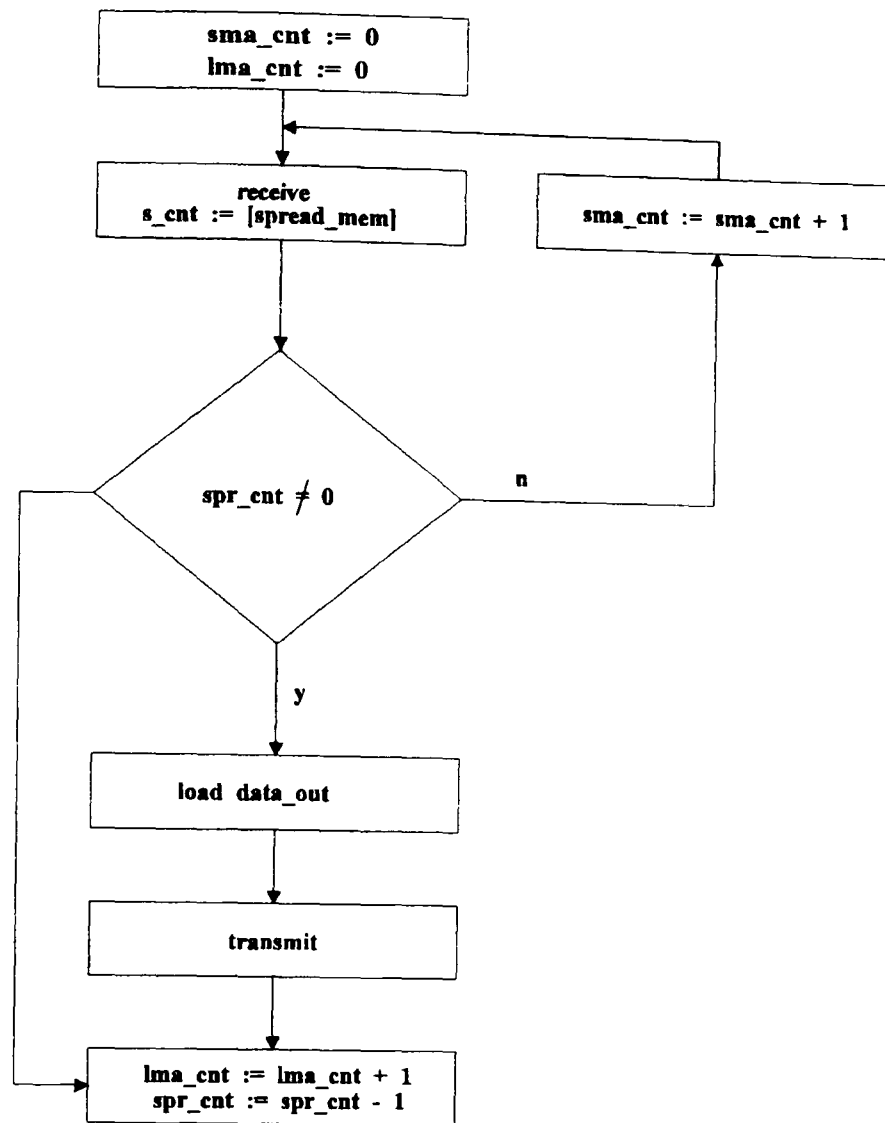 sma_cnt := 0
lma_cnt := 0
receive
s_cnt := [spread_mem]
sma_cnt := sma_cnt + 1
spr_cnt ≠ 0
n
y
load data_out
transmit
lma_cnt := lma_cnt + 1
spr_cnt := spr_cnt - 1